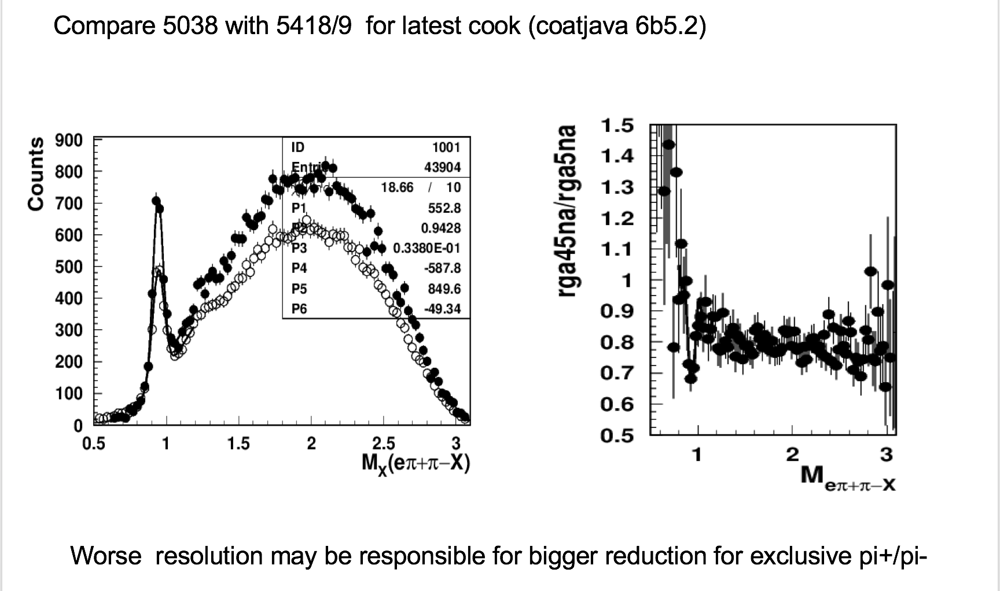 Compare 5038 with 5418/9  for latest cook (coatjava 6b5.2)
Counts
900
800
700
600
500
400
300
200
100
0
0.5
1
1.5
2
2.5
3
Mx(eπ+π−X)
ID 1001
Entri 43904
18.66 / 10
P1 552.8
P2 0.9428
P3 0.3380E-01
P4 -587.8
P5 849.6
P6 -49.34
rga45na/rga5na
1.5
1.4
1.3
1.2
1.1
1
0.9
0.8
0.7
0.6
0.5
1
2
3
M eπ+π−X
Worse  resolution may be responsible for bigger reduction for exclusive pi+/pi-